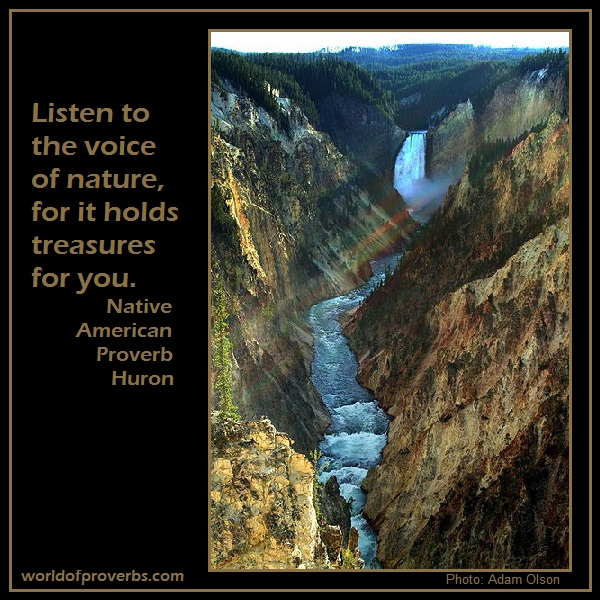 Listen to
the voice
of nature,
for it holds
treasures
for you.
Native
American
Proverb
Huron
worldofproverbs.com
Photo: Adam Olson